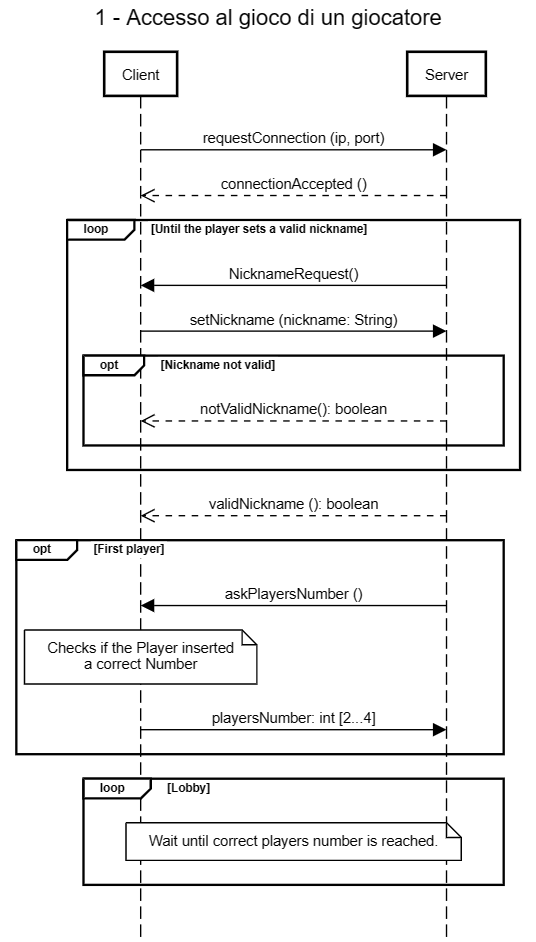 1 - Accesso al gioco di un giocatore
Client
Server
requestConnection (ip, port)
connectionAccepted ()
loop
[Until the player sets a valid nickname]
NicknameRequest()
setNickname (nickname: String)
opt
[Nickname not valid]
notValidNickname(): boolean
validNickname (): boolean
opt
[First player]
askPlayersNumber ()
Checks if the Player inserted
a correct Number
playersNumber: int [2...4]
loop
[Lobby]
Wait until correct players number is reached.